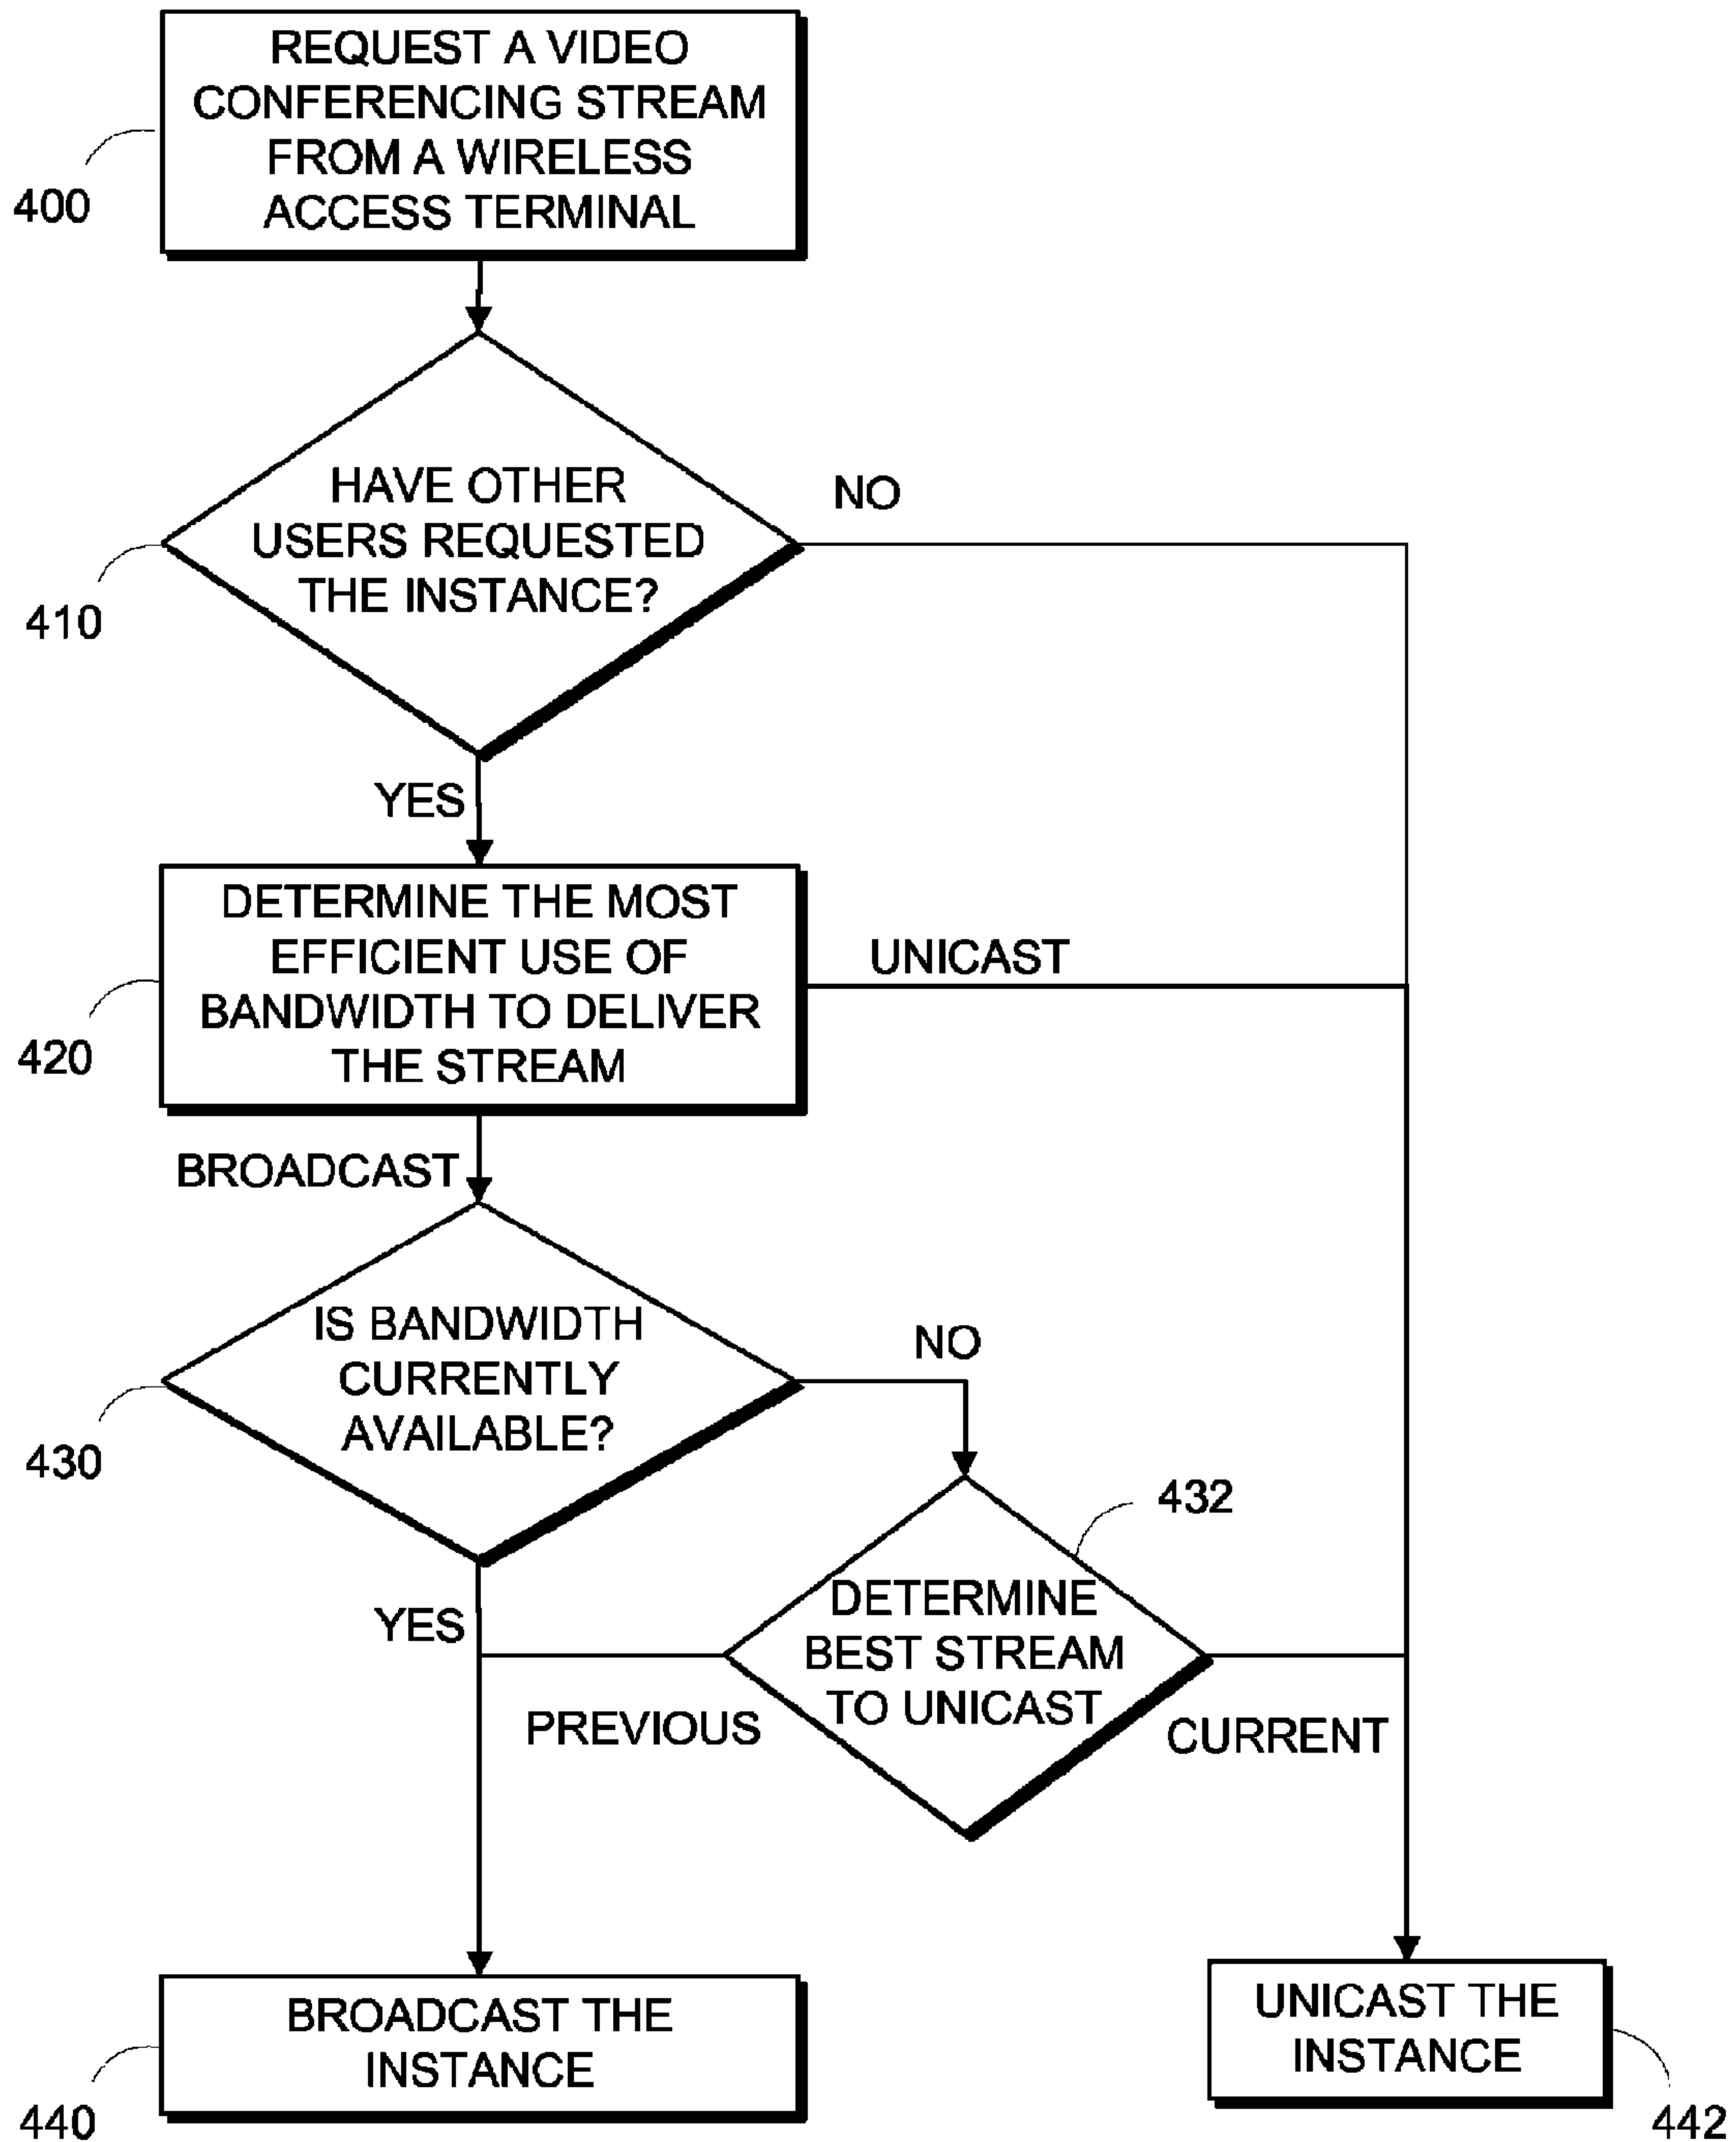 REQUEST A VIDEO
CONFERENCING STREAM
FROM A WIRELESS
ACCESS TERMINAL
400
HAVE OTHER
USERS REQUESTED
THE INSTANCE?
NO
410
YES
DETERMINE THE MOST
EFFICIENT USE OF
BANDWIDTH TO DELIVER
THE STREAM
UNICAST
420
BROADCAST
IS BANDWIDTH
CURRENTLY
AVAILABLE?
NO
430
432
YES
DETERMINE
BEST STREAM
TO UNICAST
PREVIOUS
CURRENT
BROADCAST THE
INSTANCE
440
UNICAST THE
INSTANCE
442